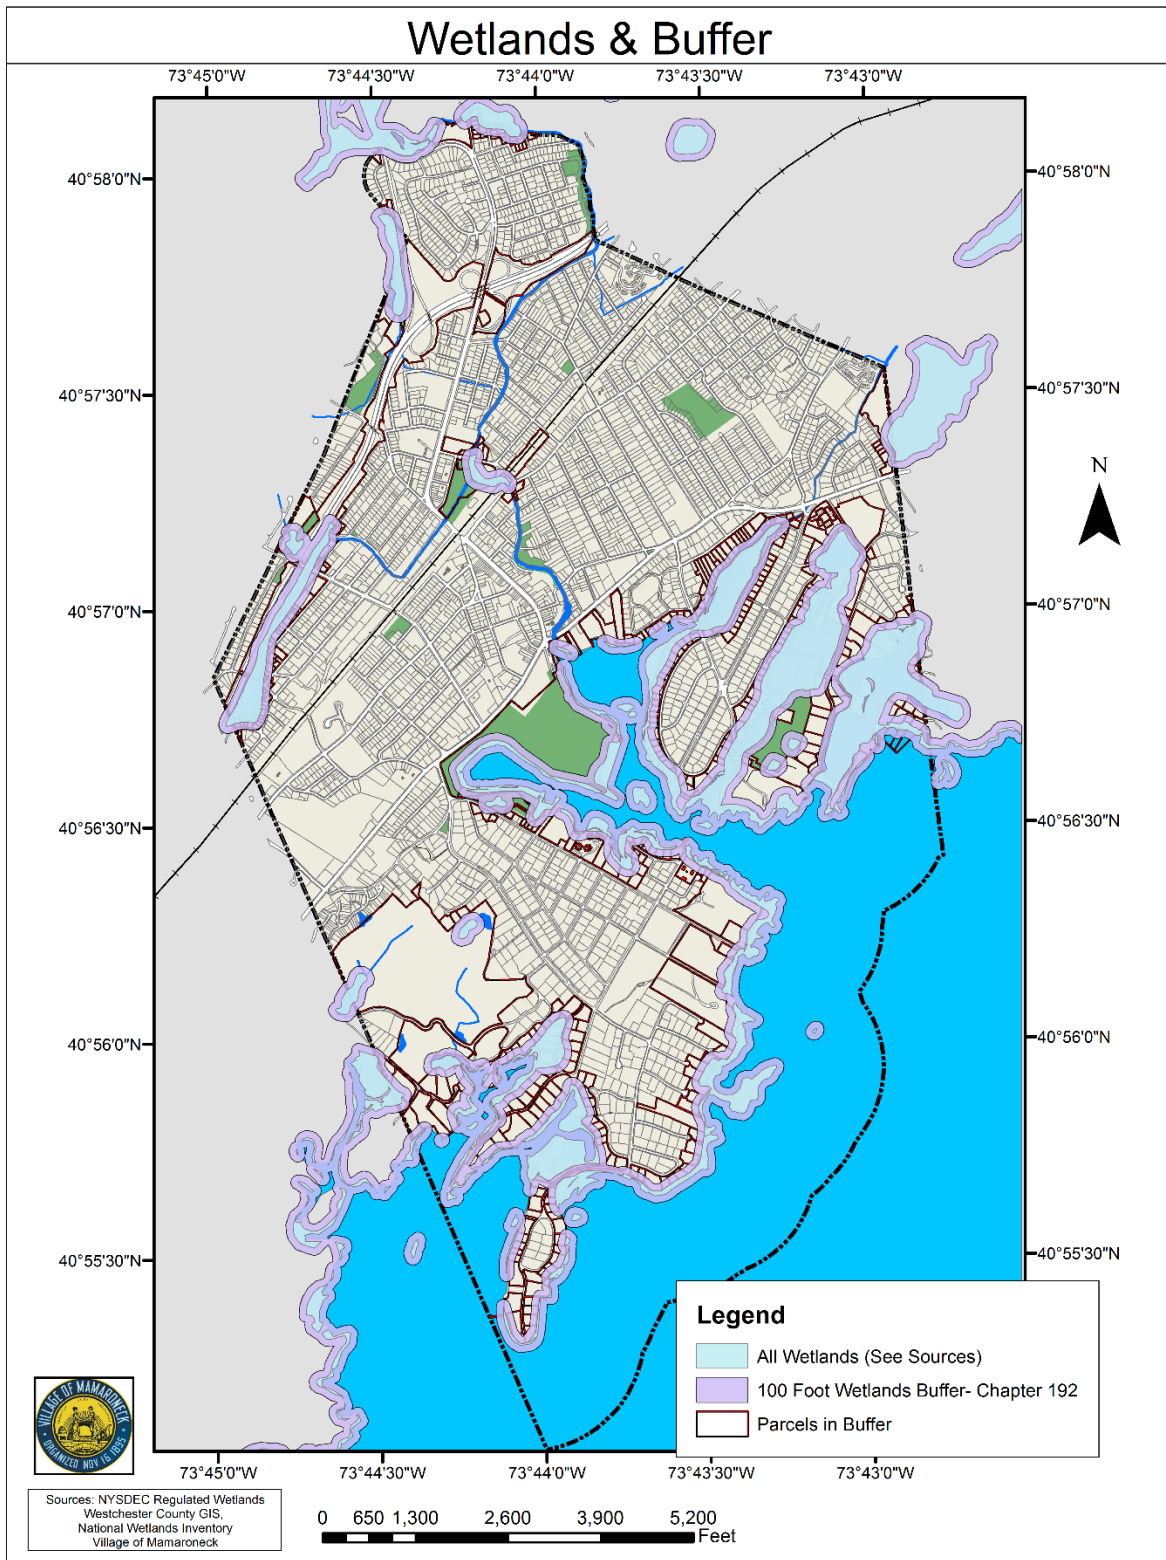 Wetlands & Buffer
73°45'0"W 73°44'30"W 73°44'0"W 73°43'30"W 73°43'0"W
40°58'0"N 40°58'0"N
40°57'30"N 40°57'30"N
N
40°57'0"N 40°57'0"N
40°56'30"N 40°56'30"N
40°56'0"N 40°56'0"N
40°55'30"N 40°55'30"N
Legend
All Wetlands (See Sources)
100 Foot Wetlands Buffer- Chapter 192
Parcels in Buffer
VILLAGE OF MAMARONECK
ORGANIZED NOV. 16 1895
73°45'0"W 73°44'30"W 73°44'0"W 73°43'30"W 73°43'0"W
Sources: NYSDEC Regulated Wetlands
Westchester County GIS,
National Wetlands Inventory
Village of Mamaroneck
0 650 1,300 2,600 3,900 5,200
Feet